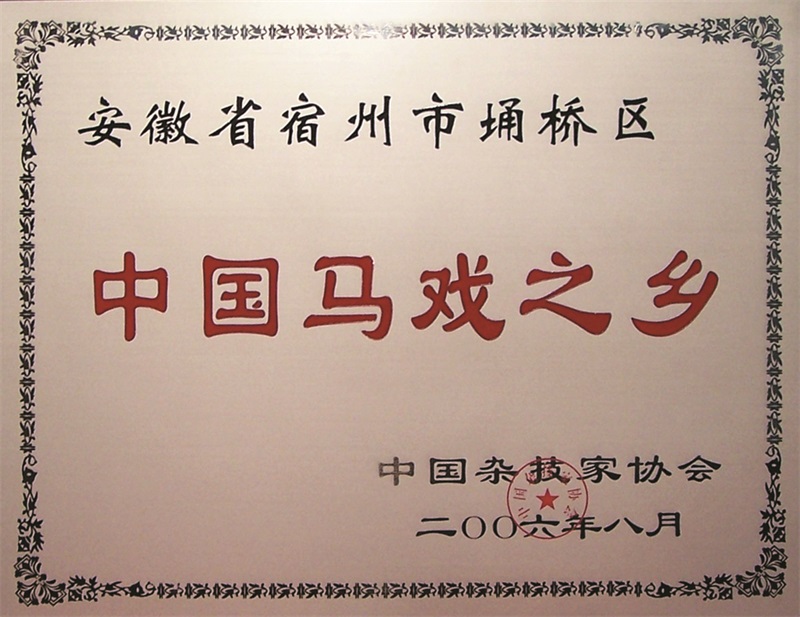 安徽省宿州市埇桥区
中国马戏之乡
中国杂技家协会
二〇〇六年八月